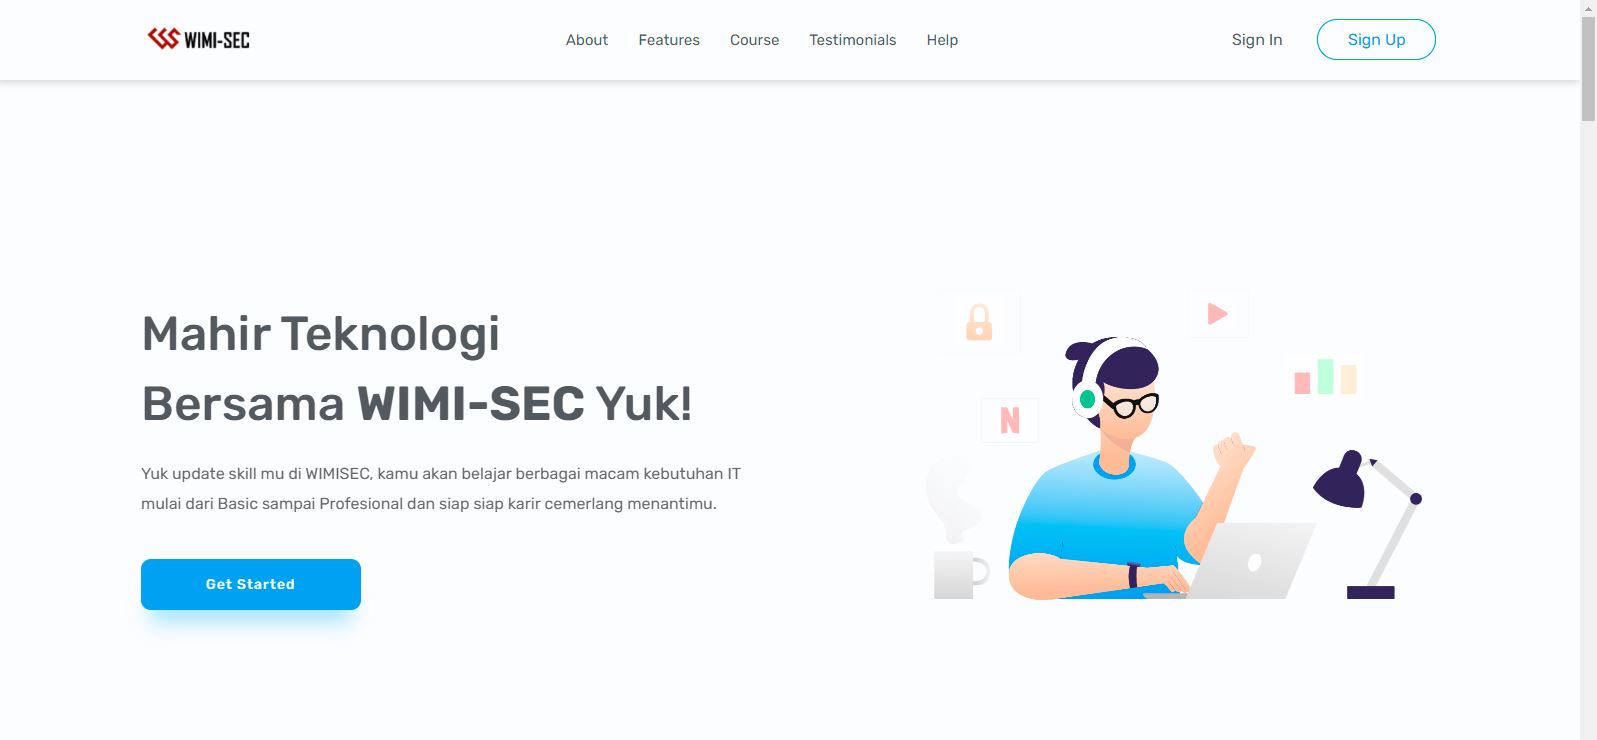 WIMI-SEC
About
Features
Course
Testimonials
Help
Sign In
Sign Up
Mahir Teknologi
Bersama WIMI-SEC Yuk!
Yuk update skill mu di WIMISEC, kamu akan belajar berbagai macam kebutuhan IT
mulai dari Basic sampai Profesional dan siap siap karir cemerlang menantimu.
Get Started
N